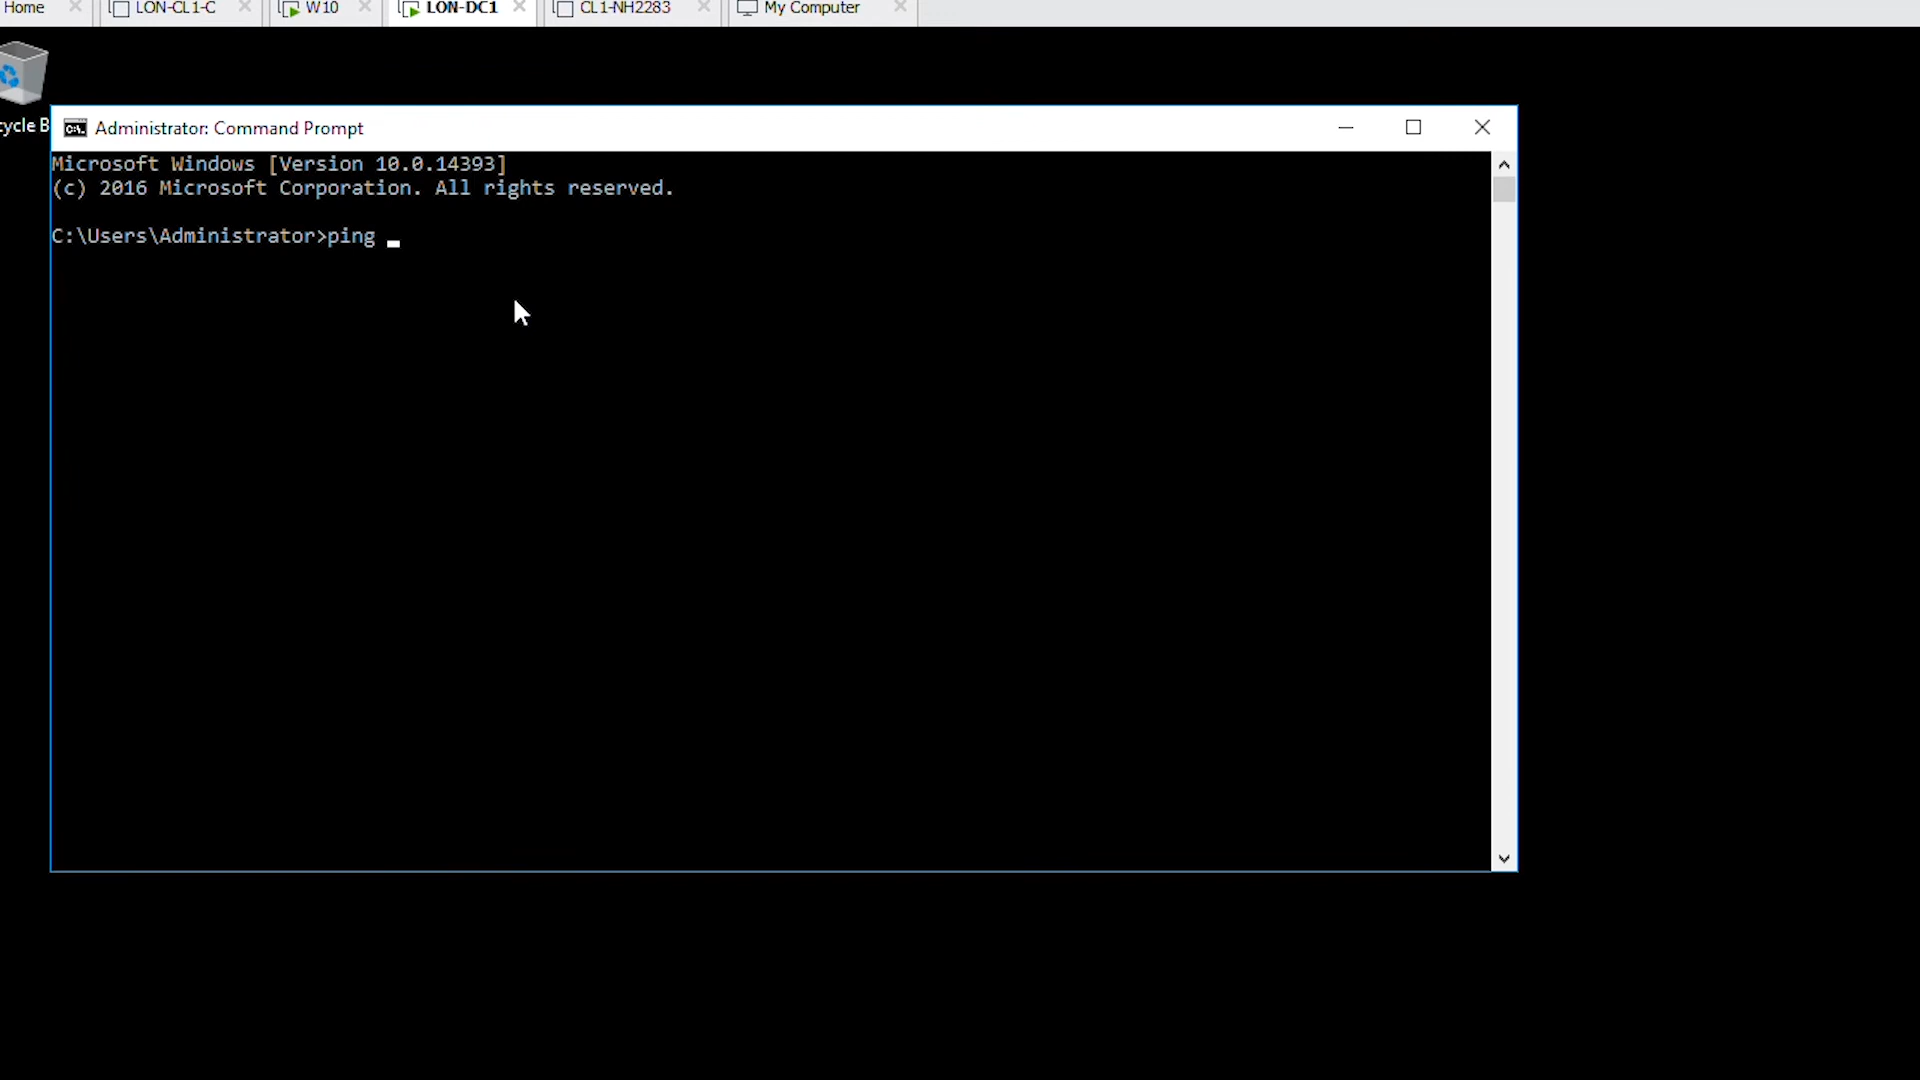 Home LON-CL1-C W10 LON-DC1 CL1-NH2283 My Computer
cycle B
Administrator: Command Prompt
Microsoft Windows [Version 10.0.14393]
(c) 2016 Microsoft Corporation. All rights reserved.
C:\Users\Administrator>ping